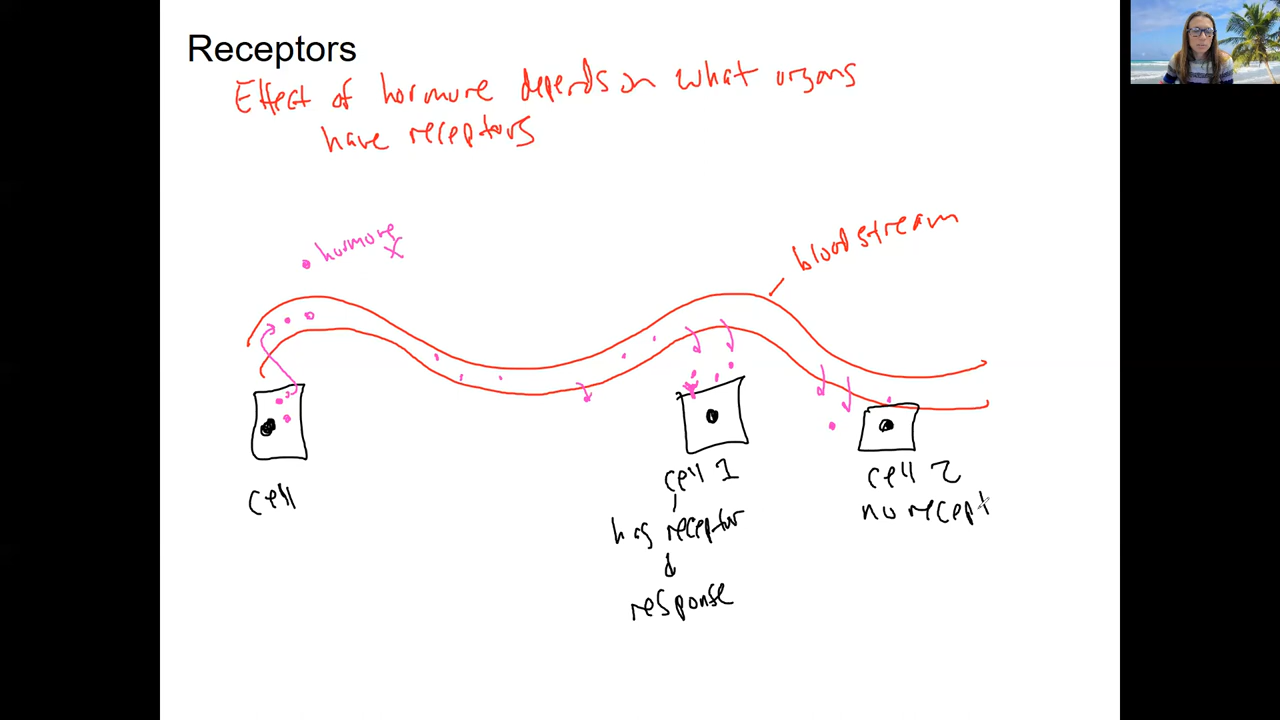 Receptors
Effect of hormone depends on what organs
have receptors
hormone
X
bloodstream
cell
cell 1
has receptor
response
cell 2
no recept